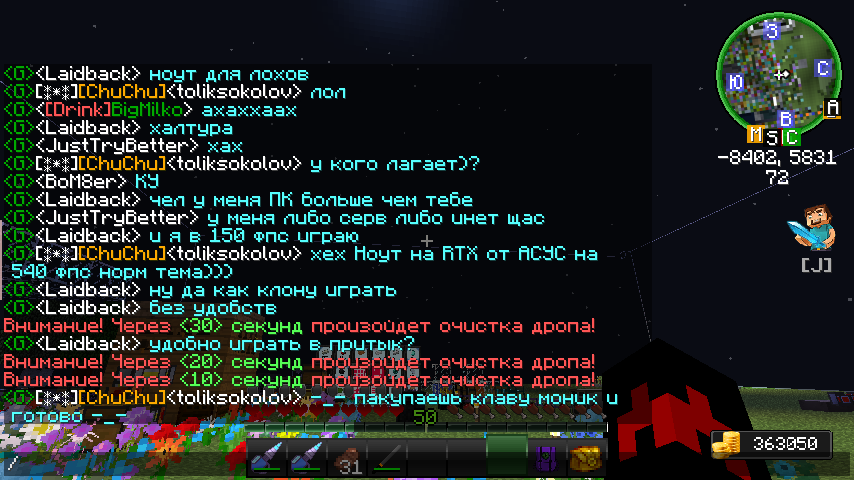 <G><Laidback> ноут для лохов
<G>[**][ChuChu]<toliksokolov> лол
<G><[Drink]BigMilko> ахаххаах
<G><Laidback> халтура
<G><JustTryBetter> хах
<G>[**][ChuChu]<toliksokolov> у кого лагает)?
<G><BoM8er> КУ
<G><Laidback> чел у меня ПК больше чем тебе
<G><JustTryBetter> у меня либо серв либо инет щас
<G><Laidback> и я в 150 фпс играю
<G>[**][ChuChu]<toliksokolov> хех Ноут на RTX от АСУС на
540 фпс норм тема)))
<G><Laidback> ну да как клону играть
<G><Laidback> без удобств
Внимание! Через <30> секунд произойдет очистка дропа!
<G><Laidback> удобно играть в притык?
Внимание! Через <20> секунд произойдет очистка дропа!
Внимание! Через <10> секунд произойдет очистка дропа!
<G>[**][ChuChu]<toliksokolov> -_- пакупаешь клаву моник и
готово -_-
50
31
/
З
Ю
С
В
A
M S C
-8402, 5831
72
[J]
363050